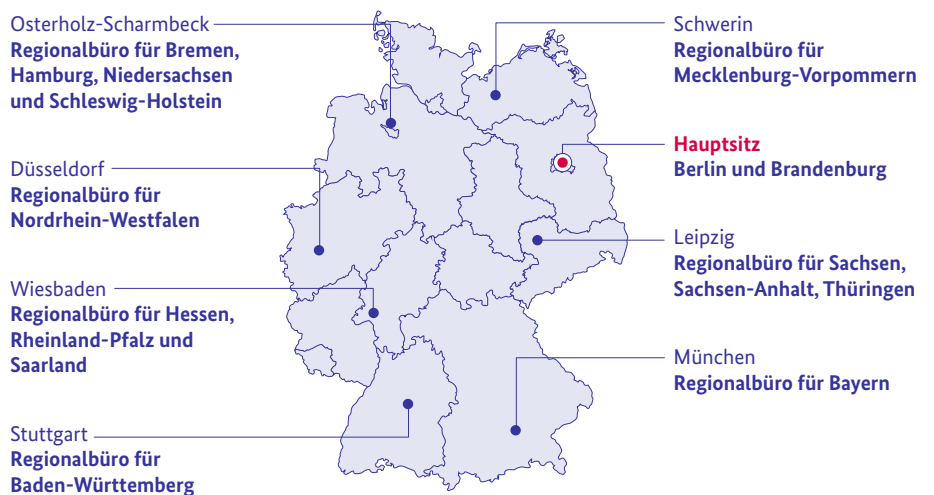 Osterholz-Scharmbeck
Regionalbüro für Bremen,
Hamburg, Niedersachsen
und Schleswig-Holstein
Düsseldorf
Regionalbüro für
Nordrhein-Westfalen
Wiesbaden
Regionalbüro für Hessen,
Rheinland-Pfalz und
Saarland
Stuttgart
Regionalbüro für
Baden-Württemberg
Schwerin
Regionalbüro für
Mecklenburg-Vorpommern
Hauptsitz
Berlin und Brandenburg
Leipzig
Regionalbüro für Sachsen,
Sachsen-Anhalt, Thüringen
München
Regionalbüro für Bayern